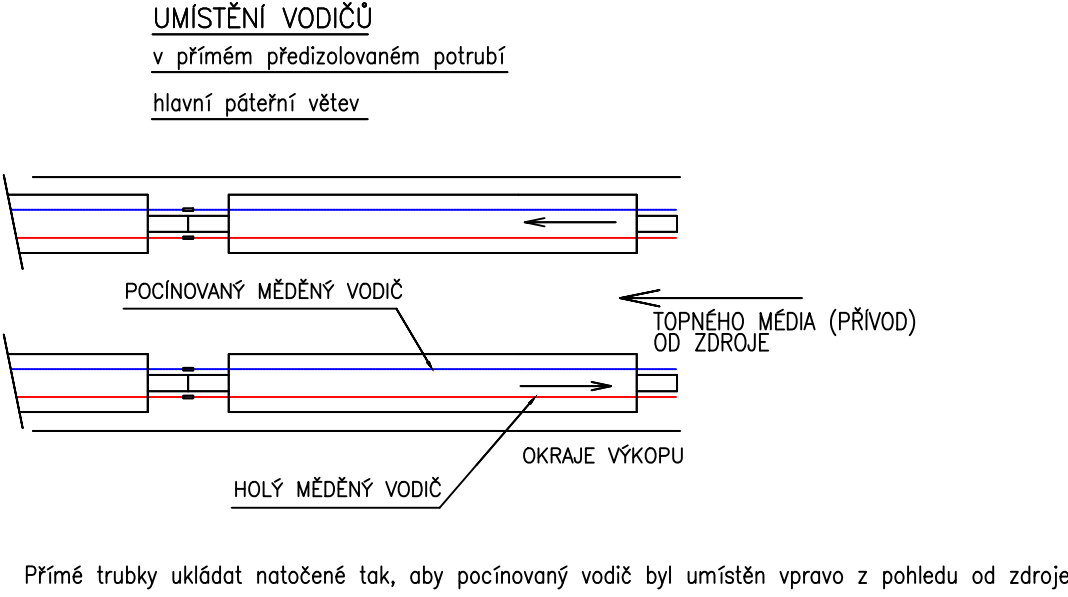 UMÍSTĚNÍ VODIČŮ
v přímém předizolovaném potrubí
hlavní páteřní větev
POCÍNOVANÝ MĚDĚNÝ VODIČ
TOPNÉHO MÉDIA (PŘÍVOD)
OD ZDROJE
OKRAJE VÝKOPU
HOLÝ MĚDĚNÝ VODIČ
Přímé trubky ukládat natočené tak, aby pocínovaný vodič byl umístěn vpravo z pohledu od zdroje